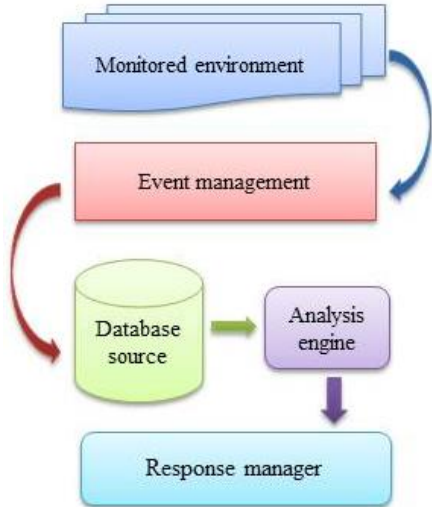 Monitored environment
Event management
Database
source
Analysis
engine
Response manager